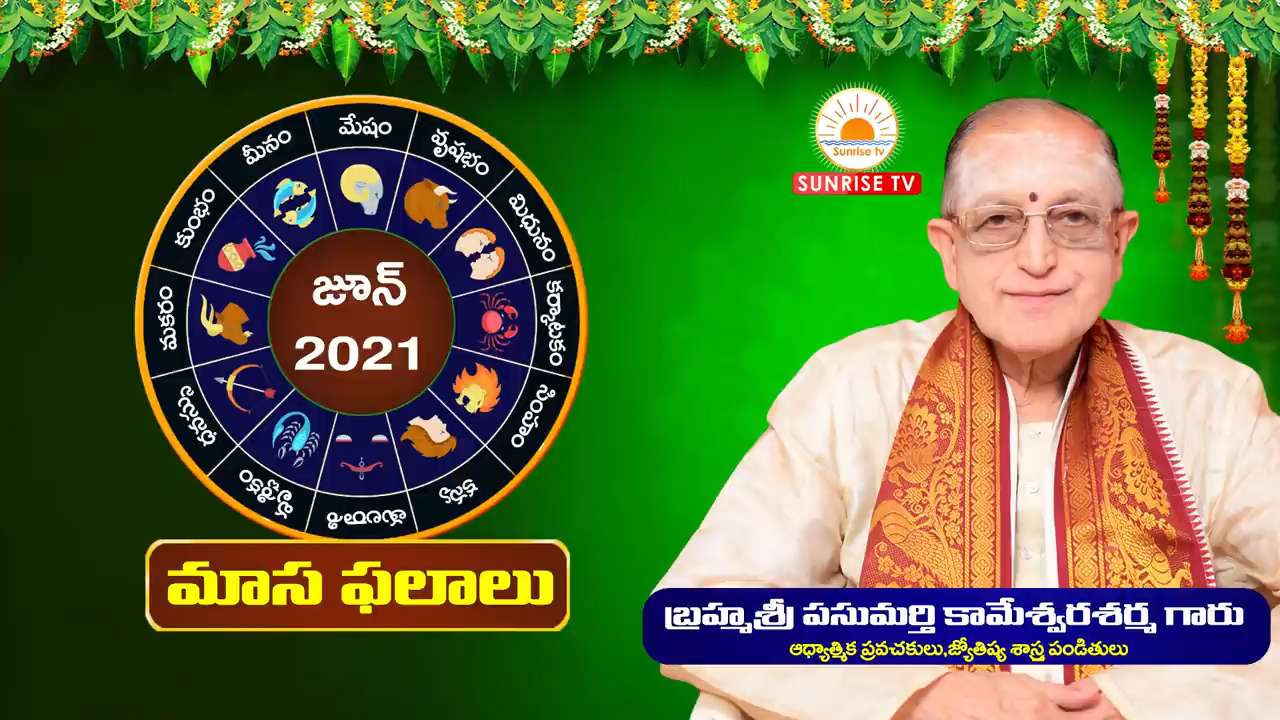 మేషం
వృషభం
మిథునం
కర్కాటకం
సింహం
కన్య
తులారాశి
వృశ్చికం
ధనుస్సు
మకరం
కుంభం
మీనం
జూన్
2021
మాస ఫలాలు
Sunrise tv
SUNRISE TV
బ్రహ్మశ్రీ పసుమర్తి కామేశ్వరశర్మ గారు
ఆధ్యాత్మిక ప్రవచకులు,జ్యోతిష్య శాస్త్ర పండితులు